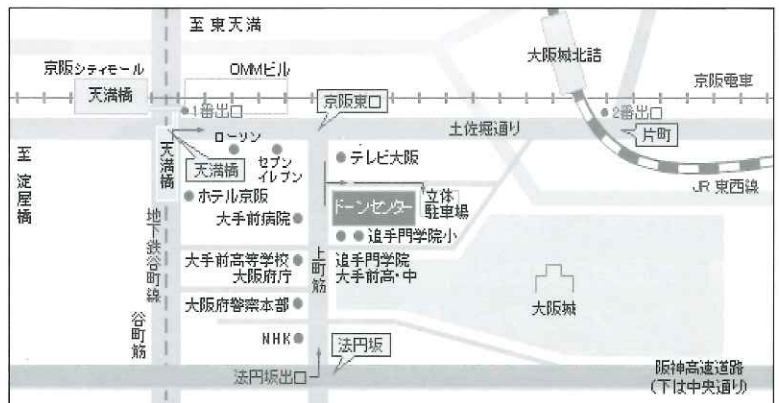 至東天満
京阪シティモール
天満橋
OMMビル
大阪城北詰
京阪電車
京阪東口
1番出口
2番出口
土佐堀通り
片町
ローソン
セブン
イレブン
天満橋
天満橋
テレビ大阪
至淀屋橋
JR東西線
ホテル京阪
ドーンセンター
立体
駐車場
大手前病院
追手門学院小
地下鉄谷町線
上町筋
大手前高等学校
大阪府庁
追手門学院
大手前高・中
大阪府警察本部
大阪城
谷町筋
NHK
法円坂
法円坂出口
阪神高速道路
(下は中央通り)